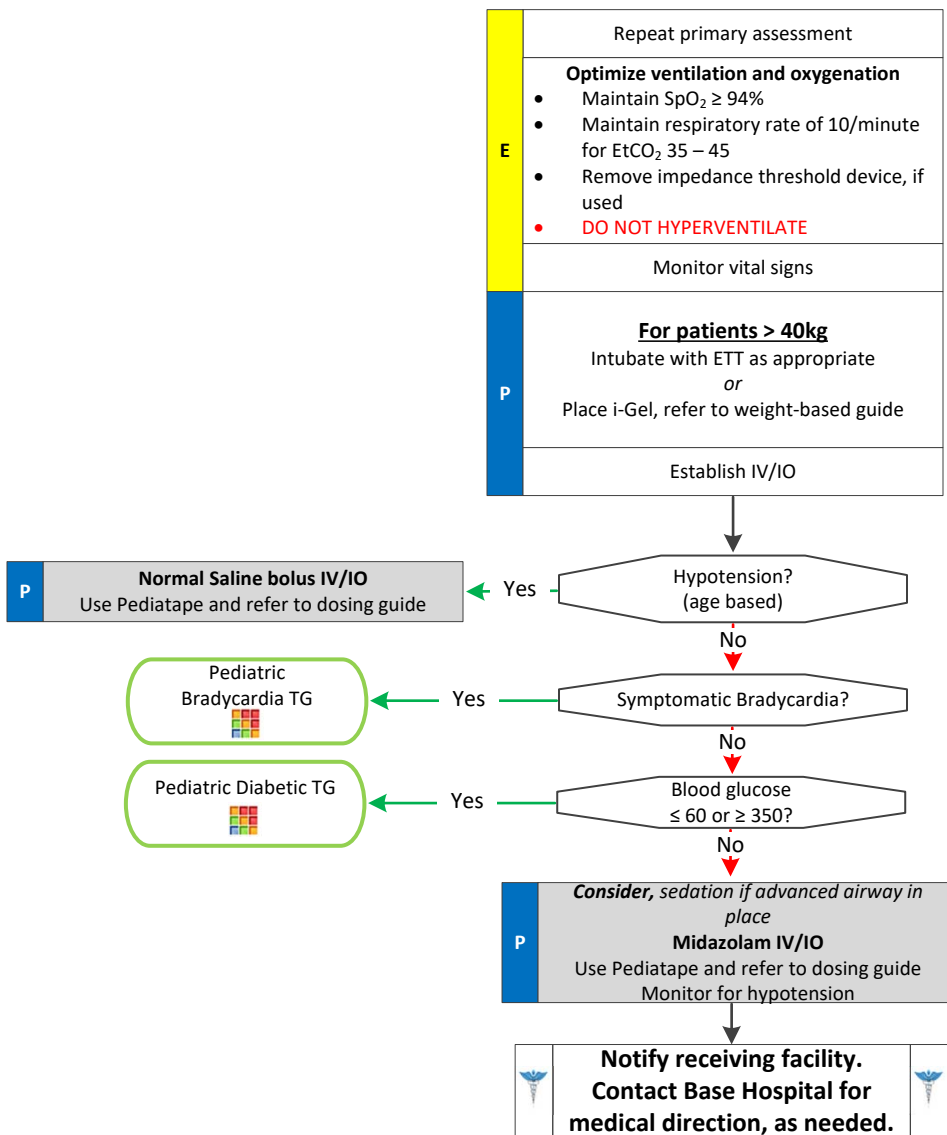 Repeat primary assessment
E
Optimize ventilation and oxygenation
• Maintain SpO₂ ≥ 94%
• Maintain respiratory rate of 10/minute
for EtCO₂ 35 – 45
• Remove impedance threshold device, if
used
• DO NOT HYPERVENTILATE
Monitor vital signs
P
For patients > 40kg
Intubate with ETT as appropriate
or
Place i-Gel, refer to weight-based guide
Establish IV/IO
Hypotension?
(age based)
Yes
P
Normal Saline bolus IV/IO
Use Pediatape and refer to dosing guide
No
Symptomatic Bradycardia?
Yes
Pediatric
Bradycardia TG
No
Blood glucose
≤ 60 or ≥ 350?
Yes
Pediatric Diabetic TG
No
P
Consider, sedation if advanced airway in
place
Midazolam IV/IO
Use Pediatape and refer to dosing guide
Monitor for hypotension
Notify receiving facility.
Contact Base Hospital for
medical direction, as needed.